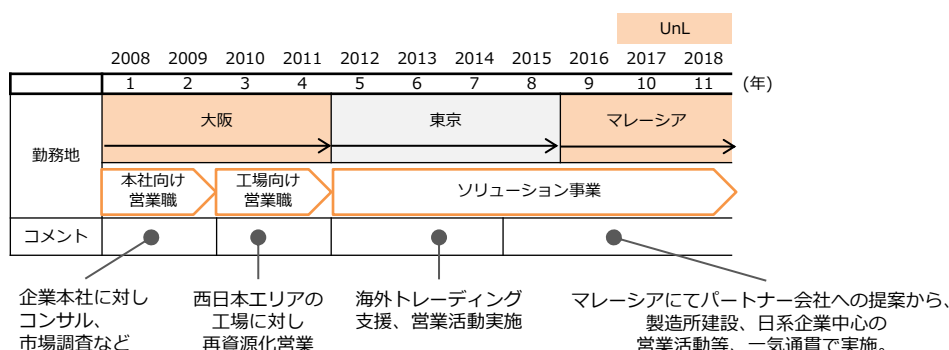 UnL
2008 2009 2010 2011 2012 2013 2014 2015 2016 2017 2018
1 2 3 4 5 6 7 8 9 10 11 (年)
勤務地
大阪 東京 マレーシア
本社向け
営業職
工場向け
営業職
ソリューション事業
コメント
企業本社に対し
コンサル、
市場調査など
西日本エリアの
工場に対し
再資源化営業
海外トレーディング
支援、営業活動実施
マレーシアにてパートナー会社への提案から、
製造所建設、日系企業中心の
営業活動等、一気通貫で実施。